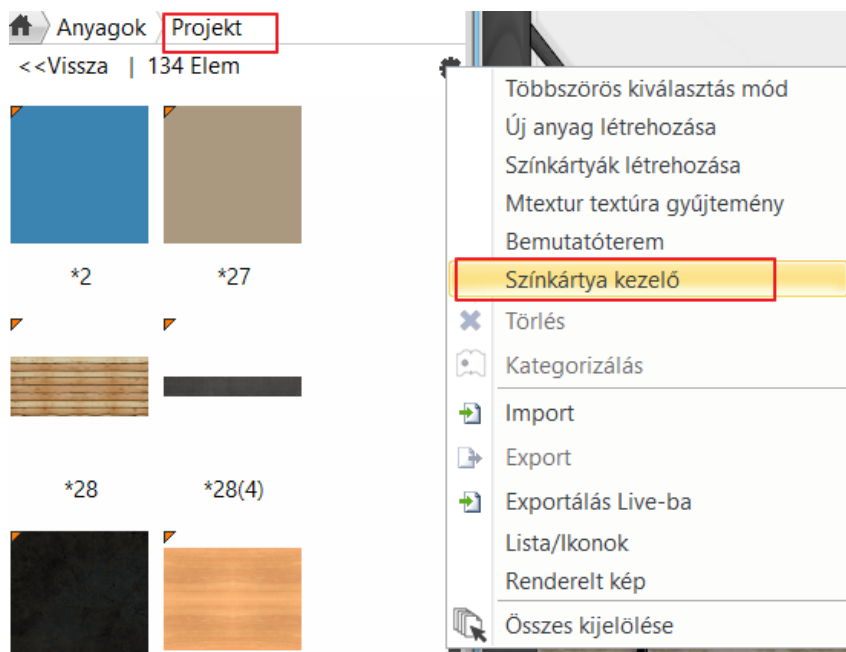 Anyagok Projekt
<<Vissza | 134 Elem
*2 *27
*28 *28(4)
Többszörös kiválasztás mód
Új anyag létrehozása
Színkártyák létrehozása
Mtextur textúra gyűjtemény
Bemutatóterem
Színkártya kezelő
Törlés
Kategorizálás
Import
Export
Exportálás Live-ba
Lista/Ikonok
Renderelt kép
Összes kijelölése